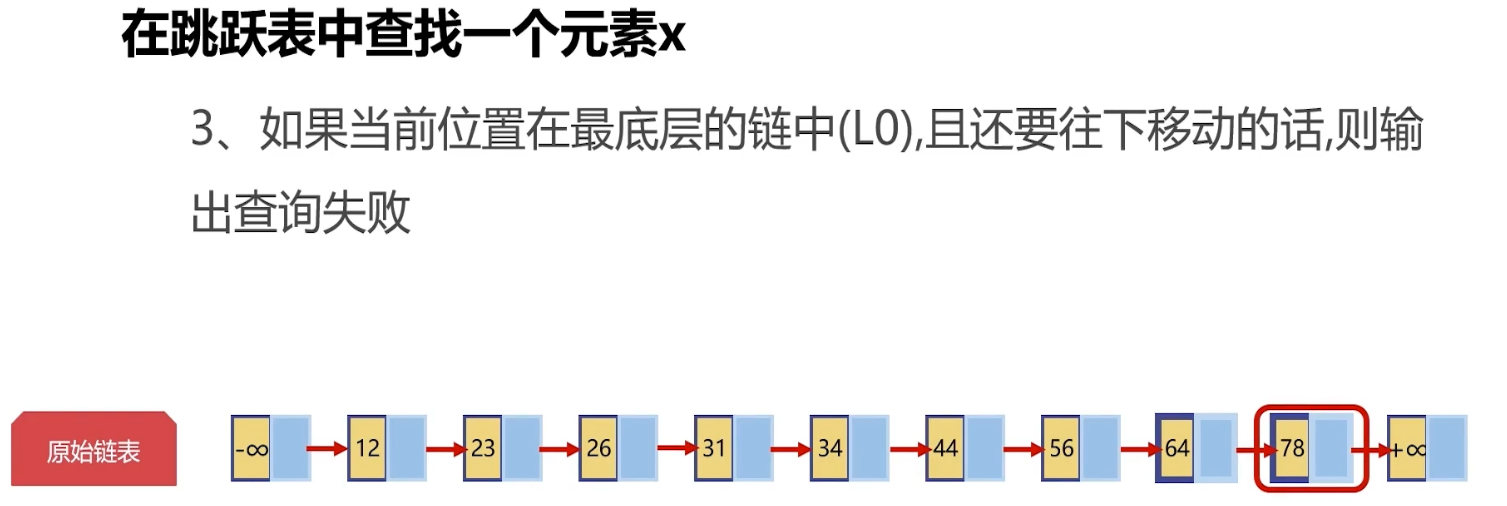 在跳跃表中查找一个元素x
3、如果当前位置在最底层的链中(L0),且还要往下移动的话,则输
出查询失败
原始链表 -∞ 12 23 26 31 34 44 56 64 78 +∞